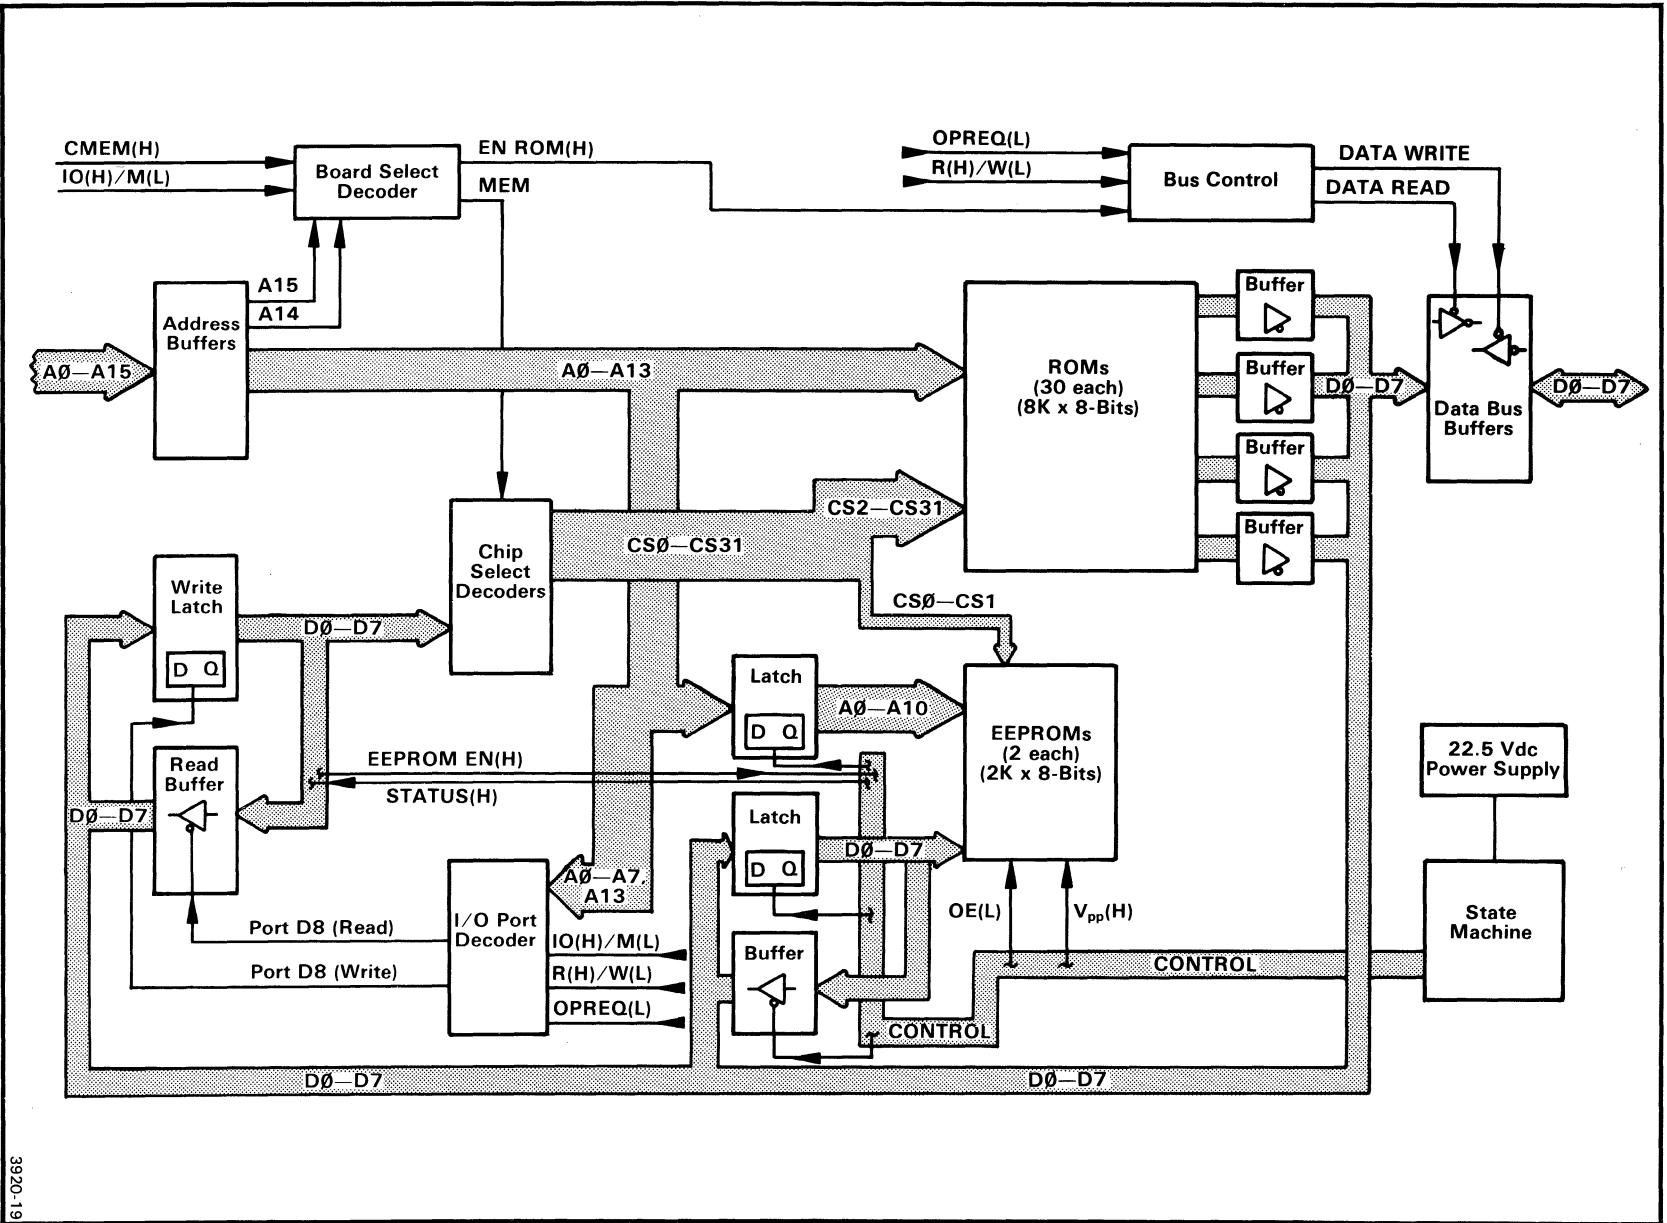 CMEM(H)
IO(H)/M(L)
Board Select
Decoder
EN ROM(H)
MEM
OPREQ(L)
R(H)/W(L)
Bus Control
DATA WRITE
DATA READ
A15
A14
Address
Buffers
AØ—A15
AØ—A13
ROMs
(30 each)
(8K x 8-Bits)
Buffer
Buffer
Buffer
Buffer
DØ—D7
Data Bus
Buffers
DØ—D7
Chip
Select
Decoders
CSØ—CS31
CS2—CS31
CSØ—CS1
Write
Latch
D Q
DØ—D7
Read
Buffer
DØ—D7
EEPROM EN(H)
STATUS(H)
Latch
D Q
AØ—A10
EEPROMs
(2 each)
(2K x 8-Bits)
Latch
D Q
DØ—D7
22.5 Vdc
Power Supply
State
Machine
AØ—A7,
A13
I/O Port
Decoder
Port D8 (Read)
Port D8 (Write)
IO(H)/M(L)
R(H)/W(L)
OPREQ(L)
Buffer
OE(L)
Vpp(H)
CONTROL
CONTROL
DØ—D7
DØ—D7
3920-19